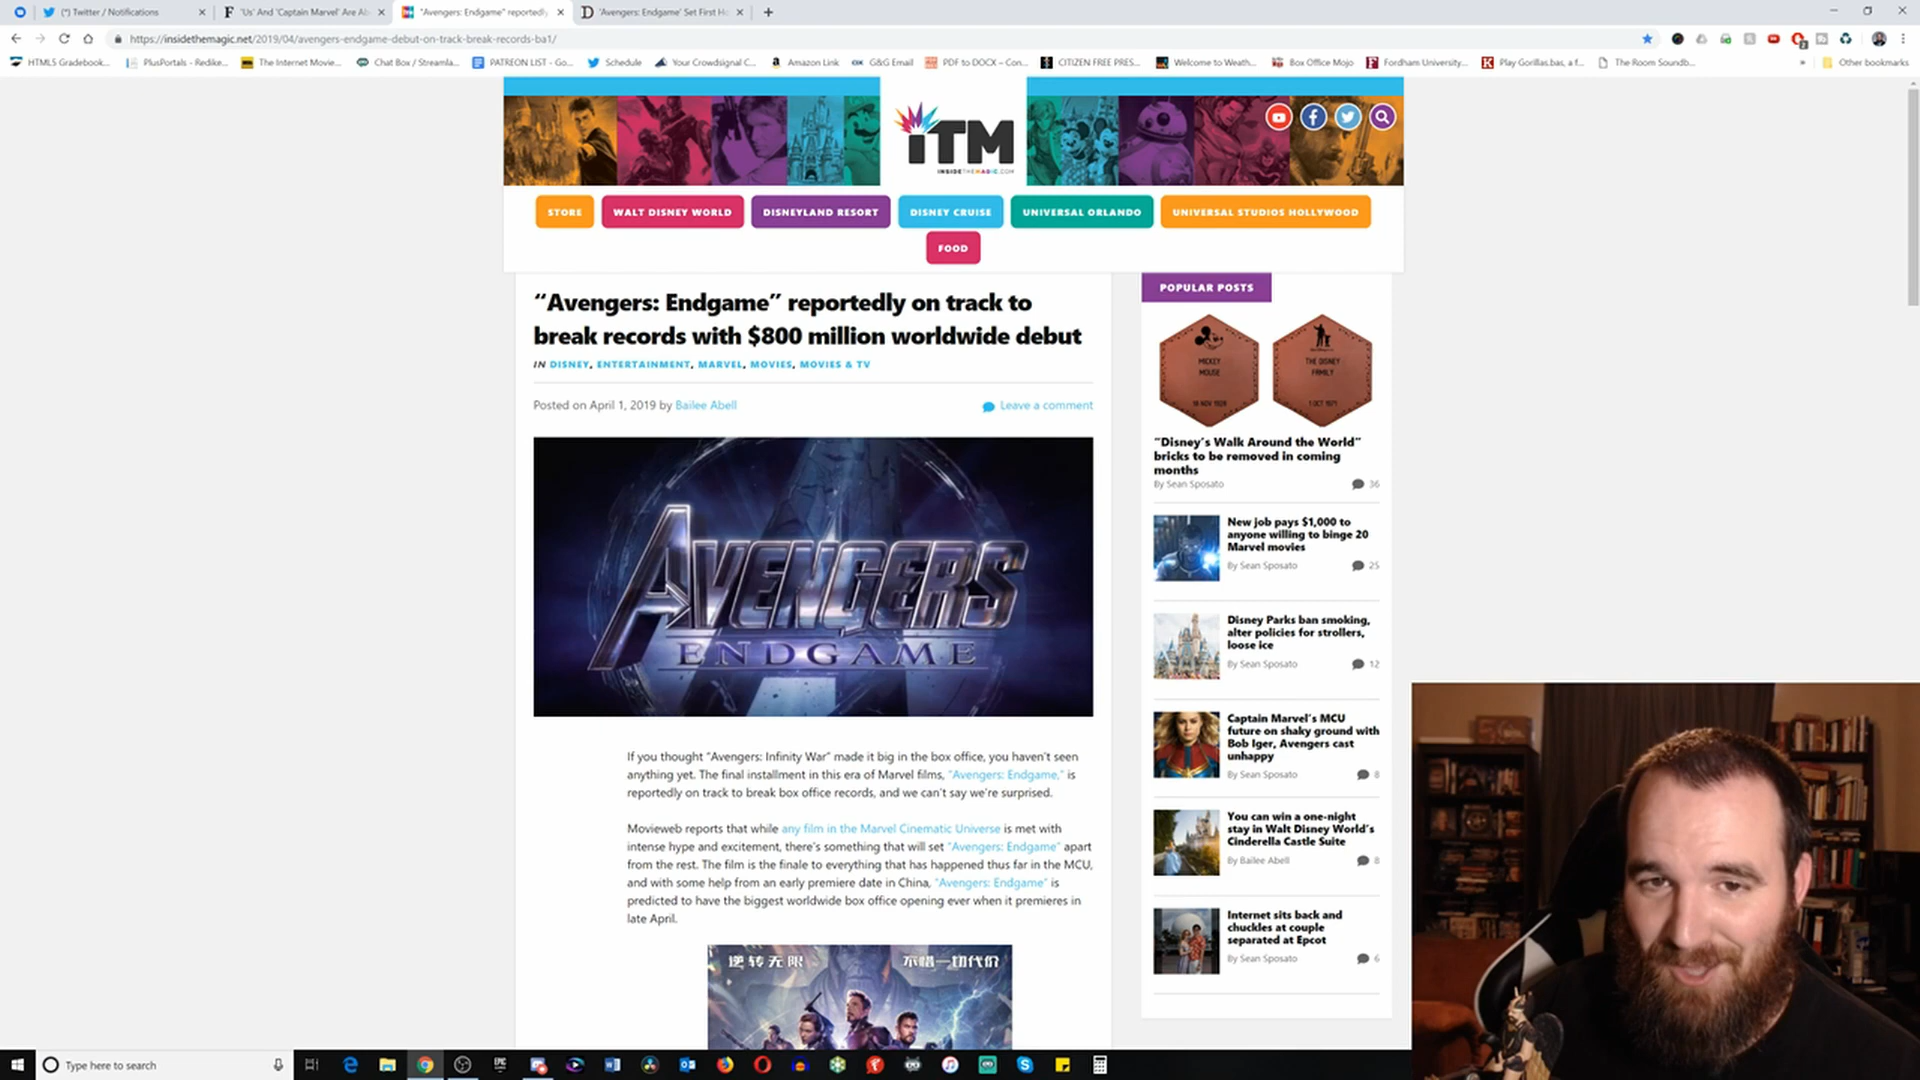 (*) Twitter / Notifications
'Us' And 'Captain Marvel' Are Ab
"Avengers: Endgame" reportedly
'Avengers: Endgame' Set First Ho
https://insidethemagic.net/2019/04/avengers-endgame-debut-on-track-break-records-ba1/
HTML5 Gradebook...
PlusPortals - Redike...
The Internet Movie...
Chat Box / Streamla...
PATREON LIST - Go...
Schedule
Your Crowdsignal C...
Amazon Link
G&G Email
PDF to DOCX – Con...
CITIZEN FREE PRES...
Welcome to Weath...
Box Office Mojo
Fordham University...
Play Gorillas.bas, a f...
The Room Soundb...
Other bookmarks
iTM
INSIDETHEMAGIC.COM
STORE
WALT DISNEY WORLD
DISNEYLAND RESORT
DISNEY CRUISE
UNIVERSAL ORLANDO
UNIVERSAL STUDIOS HOLLYWOOD
FOOD
“Avengers: Endgame” reportedly on track to
break records with $800 million worldwide debut
IN DISNEY, ENTERTAINMENT, MARVEL, MOVIES, MOVIES & TV
Posted on April 1, 2019 by Bailee Abell
Leave a comment
AVENGERS
ENDGAME
If you thought “Avengers: Infinity War” made it big in the box office, you haven’t seen
anything yet. The final installment in this era of Marvel films, “Avengers: Endgame,” is
reportedly on track to break box office records, and we can’t say we’re surprised.
Movieweb reports that while any film in the Marvel Cinematic Universe is met with
intense hype and excitement, there’s something that will set “Avengers: Endgame” apart
from the rest. The film is the finale to everything that has happened thus far in the MCU,
and with some help from an early premiere date in China, “Avengers: Endgame” is
predicted to have the biggest worldwide box office opening ever when it premieres in
late April.
逆转无限
不惜一切代价
POPULAR POSTS
MICKEY
MOUSE
18 NOV 1928
THE DISNEY
FAMILY
1 OCT 1971
“Disney’s Walk Around the World”
bricks to be removed in coming
months
By Sean Sposato
36
New job pays $1,000 to
anyone willing to binge 20
Marvel movies
By Sean Sposato
25
Disney Parks ban smoking,
alter policies for strollers,
loose ice
By Sean Sposato
12
Captain Marvel’s MCU
future on shaky ground with
Bob Iger, Avengers cast
unhappy
By Sean Sposato
8
You can win a one-night
stay in Walt Disney World’s
Cinderella Castle Suite
By Bailee Abell
8
Internet sits back and
chuckles at couple
separated at Epcot
By Sean Sposato
6
Type here to search